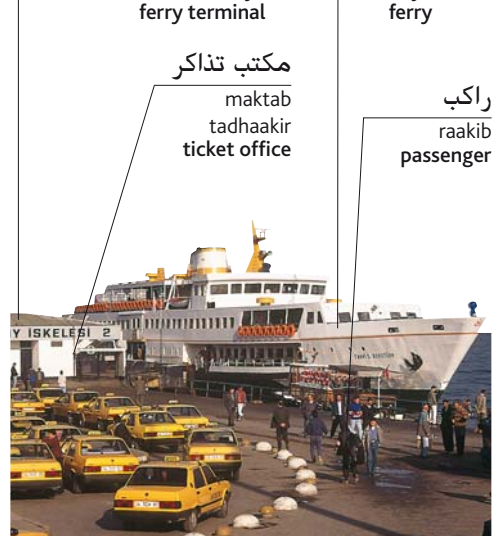 ferry terminal
ferry
مكتب تذاكر
maktab
tadhaakir
ticket office
راكب
raakib
passenger
Y ISKELESİ 2